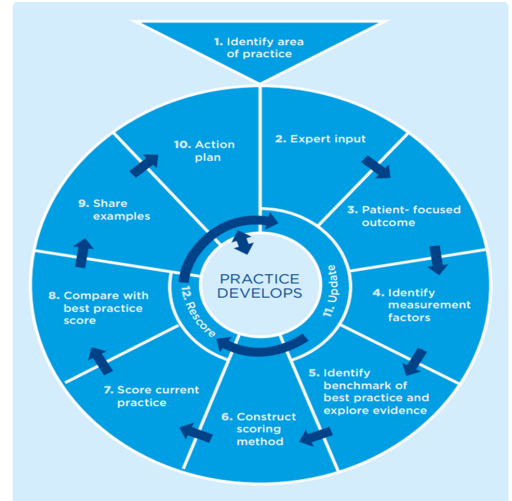 1. Identify area
of practice
2. Expert input
3. Patient- focused
outcome
4. Identify
measurement
factors
5. Identify
benchmark of
best practice and
explore evidence
6. Construct
scoring
method
7. Score current
practice
8. Compare with
best practice
score
9. Share
examples
10. Action
plan
11. Update
12. Rescore
PRACTICE
DEVELOPS